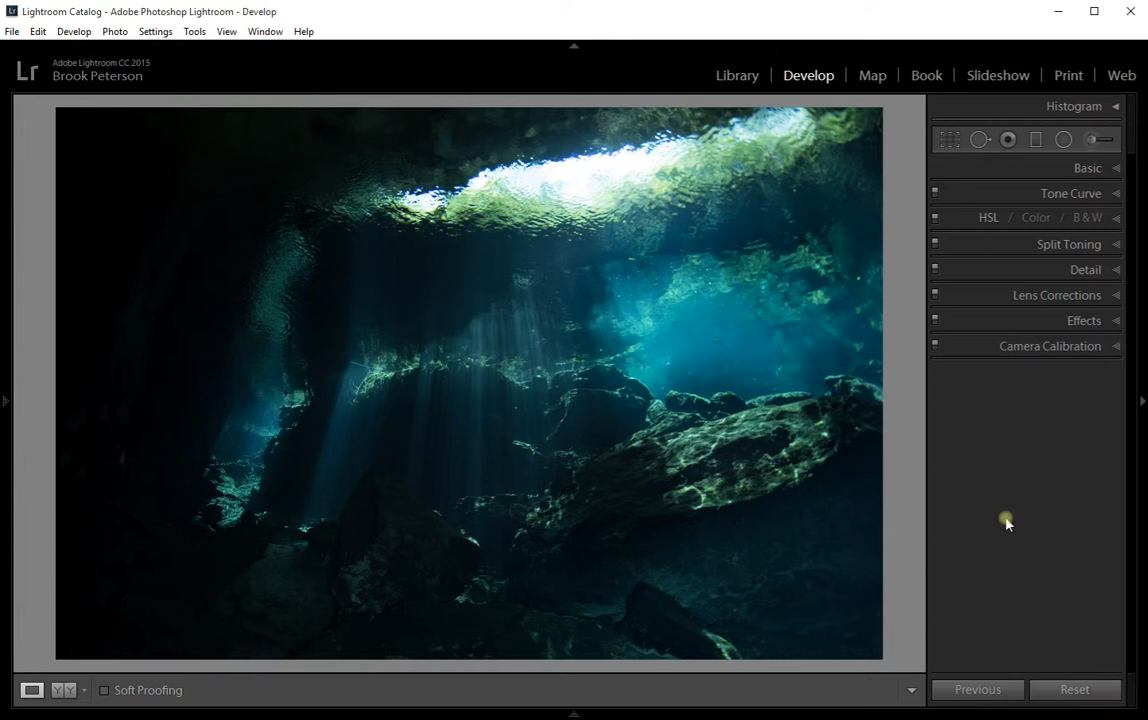 Lightroom Catalog - Adobe Photoshop Lightroom - Develop
File Edit Develop Photo Settings Tools View Window Help
Lr
Adobe Lightroom CC 2015
Brook Peterson
Library | Develop | Map | Book | Slideshow | Print | Web
Histogram
Basic
Tone Curve
HSL / Color / B & W
Split Toning
Detail
Lens Corrections
Effects
Camera Calibration
YY Soft Proofing
Previous Reset